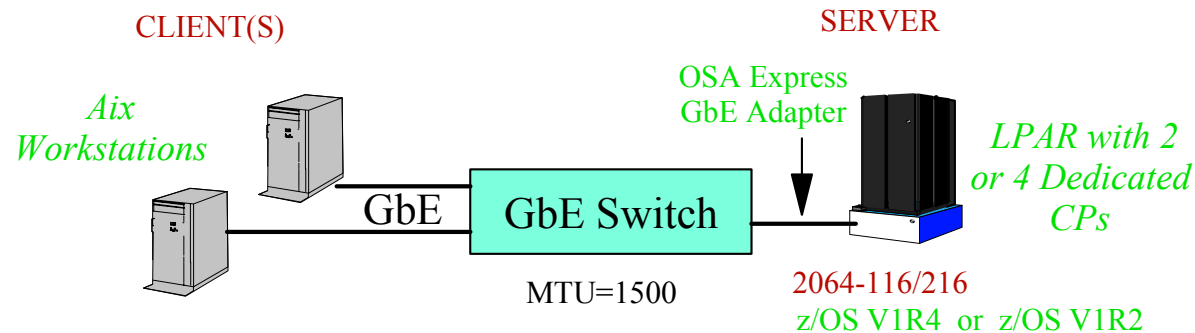 CLIENT(S)
SERVER
OSA Express
GbE Adapter
Aix
Workstations
LPAR with 2
or 4 Dedicated
CPs
GbE
GbE Switch
MTU=1500
2064-116/216
z/OS V1R4 or z/OS V1R2